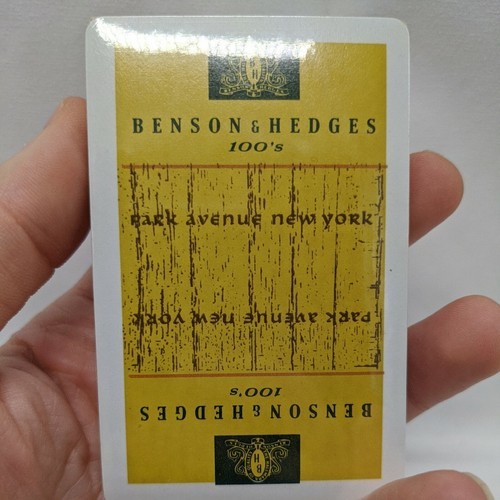 B H
BENSON & HEDGES
100's
PARK AVENUE NEW YORK
PARK AVENUE NEW YORK
100's
BENSON & HEDGES
B H